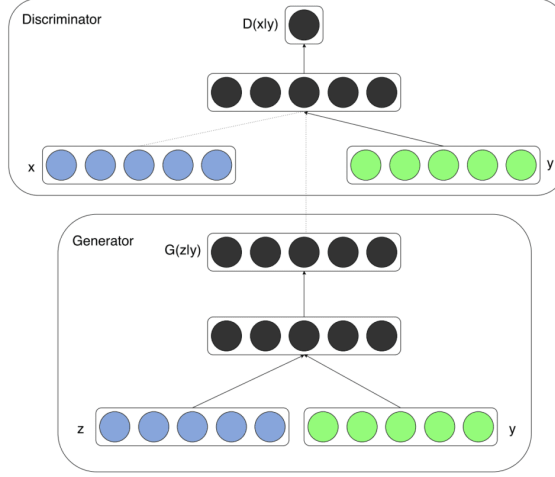 Discriminator
D(x|y)
x
y
Generator
G(z|y)
z
y